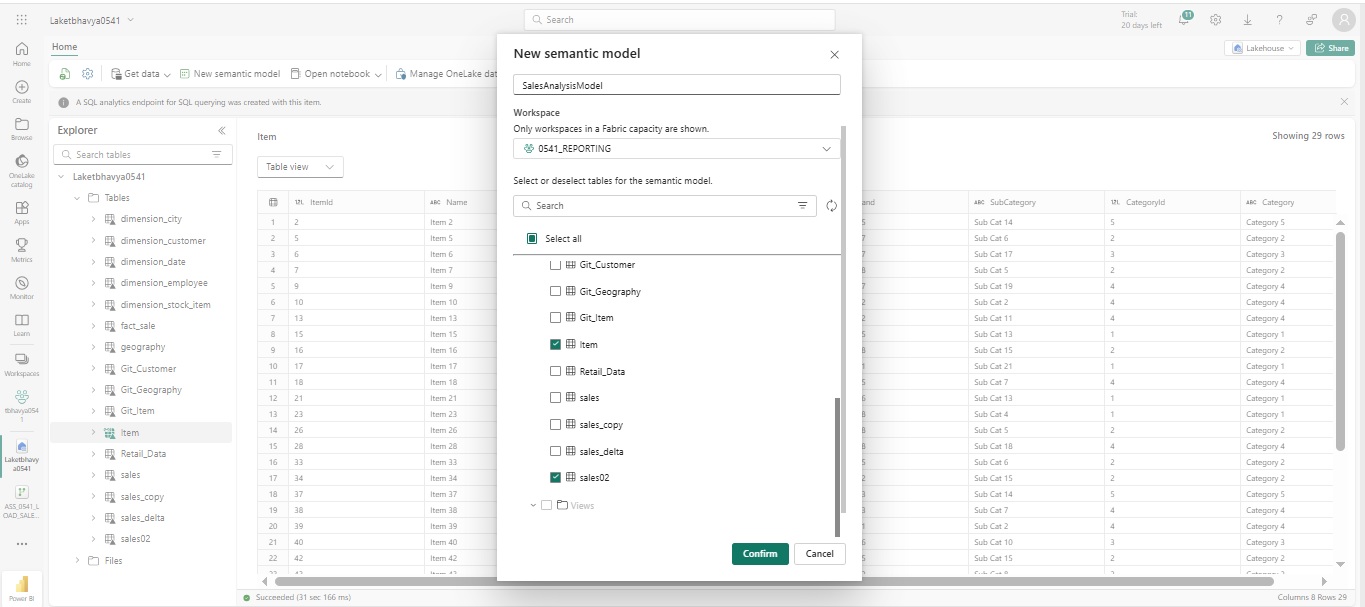 Laketbhavya0541
Search
Trial:
20 days left
11
Home
Home
Lakehouse
Share
Get data
New semantic model
Open notebook
Manage OneLake dat
A SQL analytics endpoint for SQL querying was created with this item.
Create
Browse
OneLake
catalog
Apps
Metrics
Monitor
Learn
Workspaces
tbhavya054
1
Laketbhavy
a0541
ASS_0541_L
OAD_SALE...
Power BI
Explorer
Search tables
Laketbhavya0541
Tables
dimension_city
dimension_customer
dimension_date
dimension_employee
dimension_stock_item
fact_sale
geography
Git_Customer
Git_Geography
Git_Item
Item
Retail_Data
sales
sales_copy
sales_delta
sales02
Files
Item
Showing 29 rows
Table view
ItemId ABC Name and ABC SubCategory CategoryId ABC Category
1 2 Item 2 5 Sub Cat 14 5 Category 5
2 5 Item 5 7 Sub Cat 6 2 Category 2
3 6 Item 6 7 Sub Cat 17 3 Category 3
4 7 Item 7 8 Sub Cat 5 2 Category 2
5 9 Item 9 7 Sub Cat 19 4 Category 4
6 10 Item 10 8 Sub Cat 2 4 Category 4
7 13 Item 13 8 Sub Cat 11 4 Category 4
8 15 Item 15 5 Sub Cat 13 1 Category 1
9 16 Item 16 8 Sub Cat 15 2 Category 2
10 17 Item 17 1 Sub Cat 21 1 Category 1
11 18 Item 18 5 Sub Cat 7 4 Category 4
12 21 Item 21 6 Sub Cat 13 1 Category 1
13 23 Item 23 8 Sub Cat 4 1 Category 1
14 26 Item 26 5 Sub Cat 5 2 Category 2
15 28 Item 28 8 Sub Cat 18 4 Category 4
16 33 Item 33 2 Sub Cat 6 2 Category 2
17 34 Item 34 2 Sub Cat 15 2 Category 2
18 37 Item 37 3 Sub Cat 14 5 Category 5
19 38 Item 38 7 Sub Cat 7 4 Category 4
20 39 Item 39 7 Sub Cat 2 4 Category 4
21 40 Item 40 6 Sub Cat 10 3 Category 3
22 42 Item 42 8 Sub Cat 15 2 Category 2
Succeeded (31 sec 166 ms)
Columns 8 Rows 29
New semantic model
SalesAnalysisModel
Workspace
Only workspaces in a Fabric capacity are shown.
0541_REPORTING
Select or deselect tables for the semantic model.
Search
Select all
Git_Customer
Git_Geography
Git_Item
Item
Retail_Data
sales
sales_copy
sales_delta
sales02
Views
Confirm
Cancel